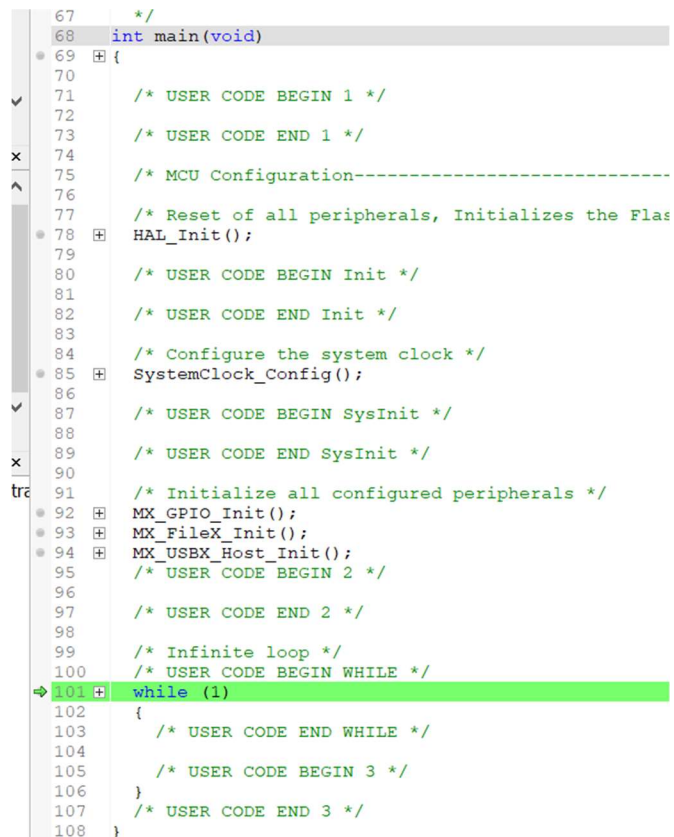 67 */
68 int main(void)
69 {
70
71 /* USER CODE BEGIN 1 */
72
73 /* USER CODE END 1 */
74
75 /* MCU Configuration-----------------------------
76
77 /* Reset of all peripherals, Initializes the Flas
78 HAL_Init();
79
80 /* USER CODE BEGIN Init */
81
82 /* USER CODE END Init */
83
84 /* Configure the system clock */
85 SystemClock_Config();
86
87 /* USER CODE BEGIN SysInit */
88
89 /* USER CODE END SysInit */
90
tra
91 /* Initialize all configured peripherals */
92 MX_GPIO_Init();
93 MX_FileX_Init();
94 MX_USBX_Host_Init();
95 /* USER CODE BEGIN 2 */
96
97 /* USER CODE END 2 */
98
99 /* Infinite loop */
100 /* USER CODE BEGIN WHILE */
101 while (1)
102 {
103 /* USER CODE END WHILE */
104
105 /* USER CODE BEGIN 3 */
106 }
107 /* USER CODE END 3 */
108 }